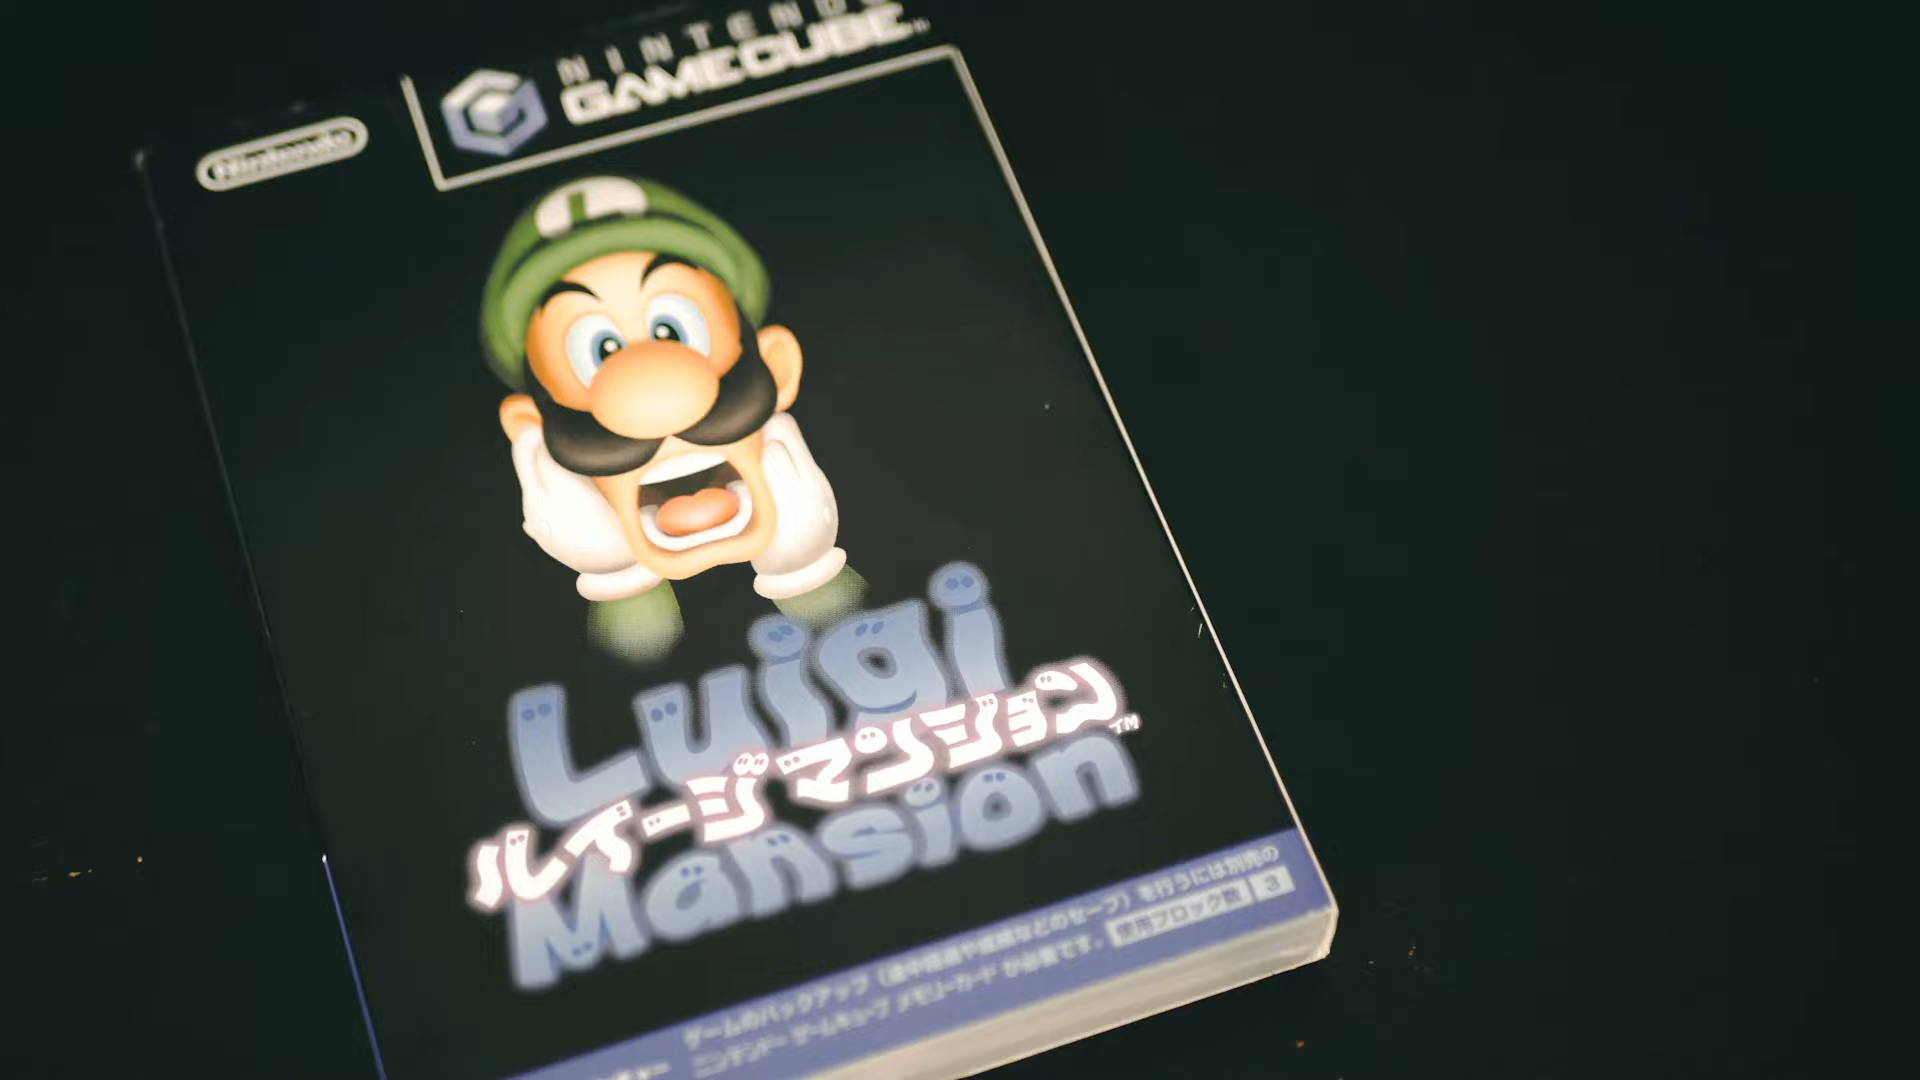 NINTENDO
GAMECUBE™
Nintendo
L
Luigi
ルイージマンション™
Mansion
ゲームのバックアップ(途中経過や成績などのセーブ)を行うには別売の
ニンテンドーゲームキューブ メモリーカードが必要です。 使用ブロック数 3